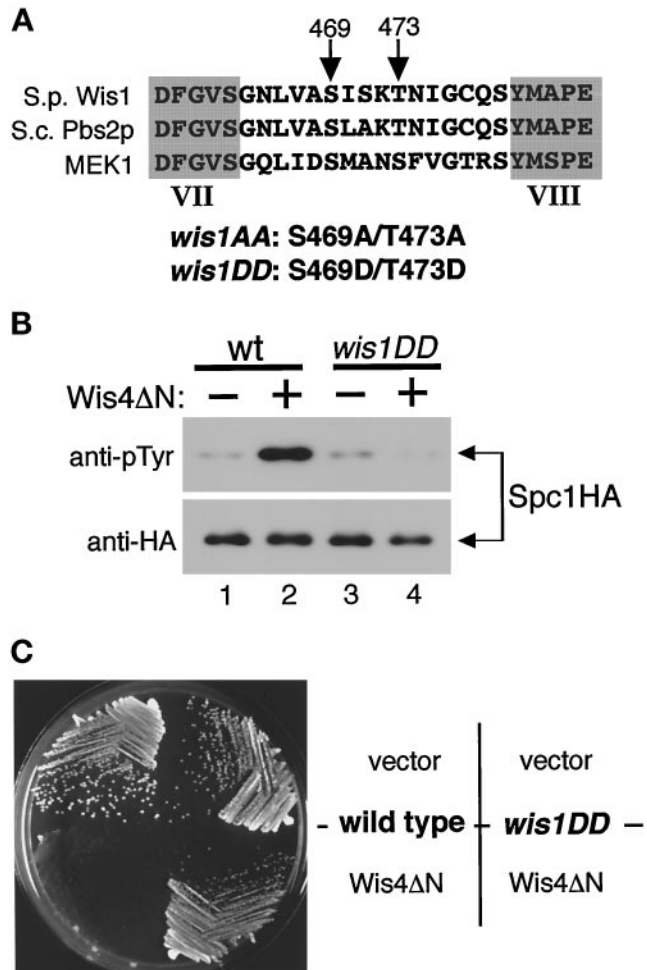 A
469 473
S.p. Wis1 DFGVSGNLVASISKTNIGCQSYMAPE
S.c. Pbs2p DFGVSGNLVASLAKTNIGCQSYMAPE
MEK1 DFGVSGQLIDSMANSFVGTRSYMSPE
VII VIII
wis1AA: S469A/T473A
wis1DD: S469D/T473D
B
wt wis1DD
Wis4ΔN: − + − +
anti-pTyr
Spc1HA
anti-HA
1 2 3 4
C
vector vector
wild type wis1DD
Wis4ΔN Wis4ΔN